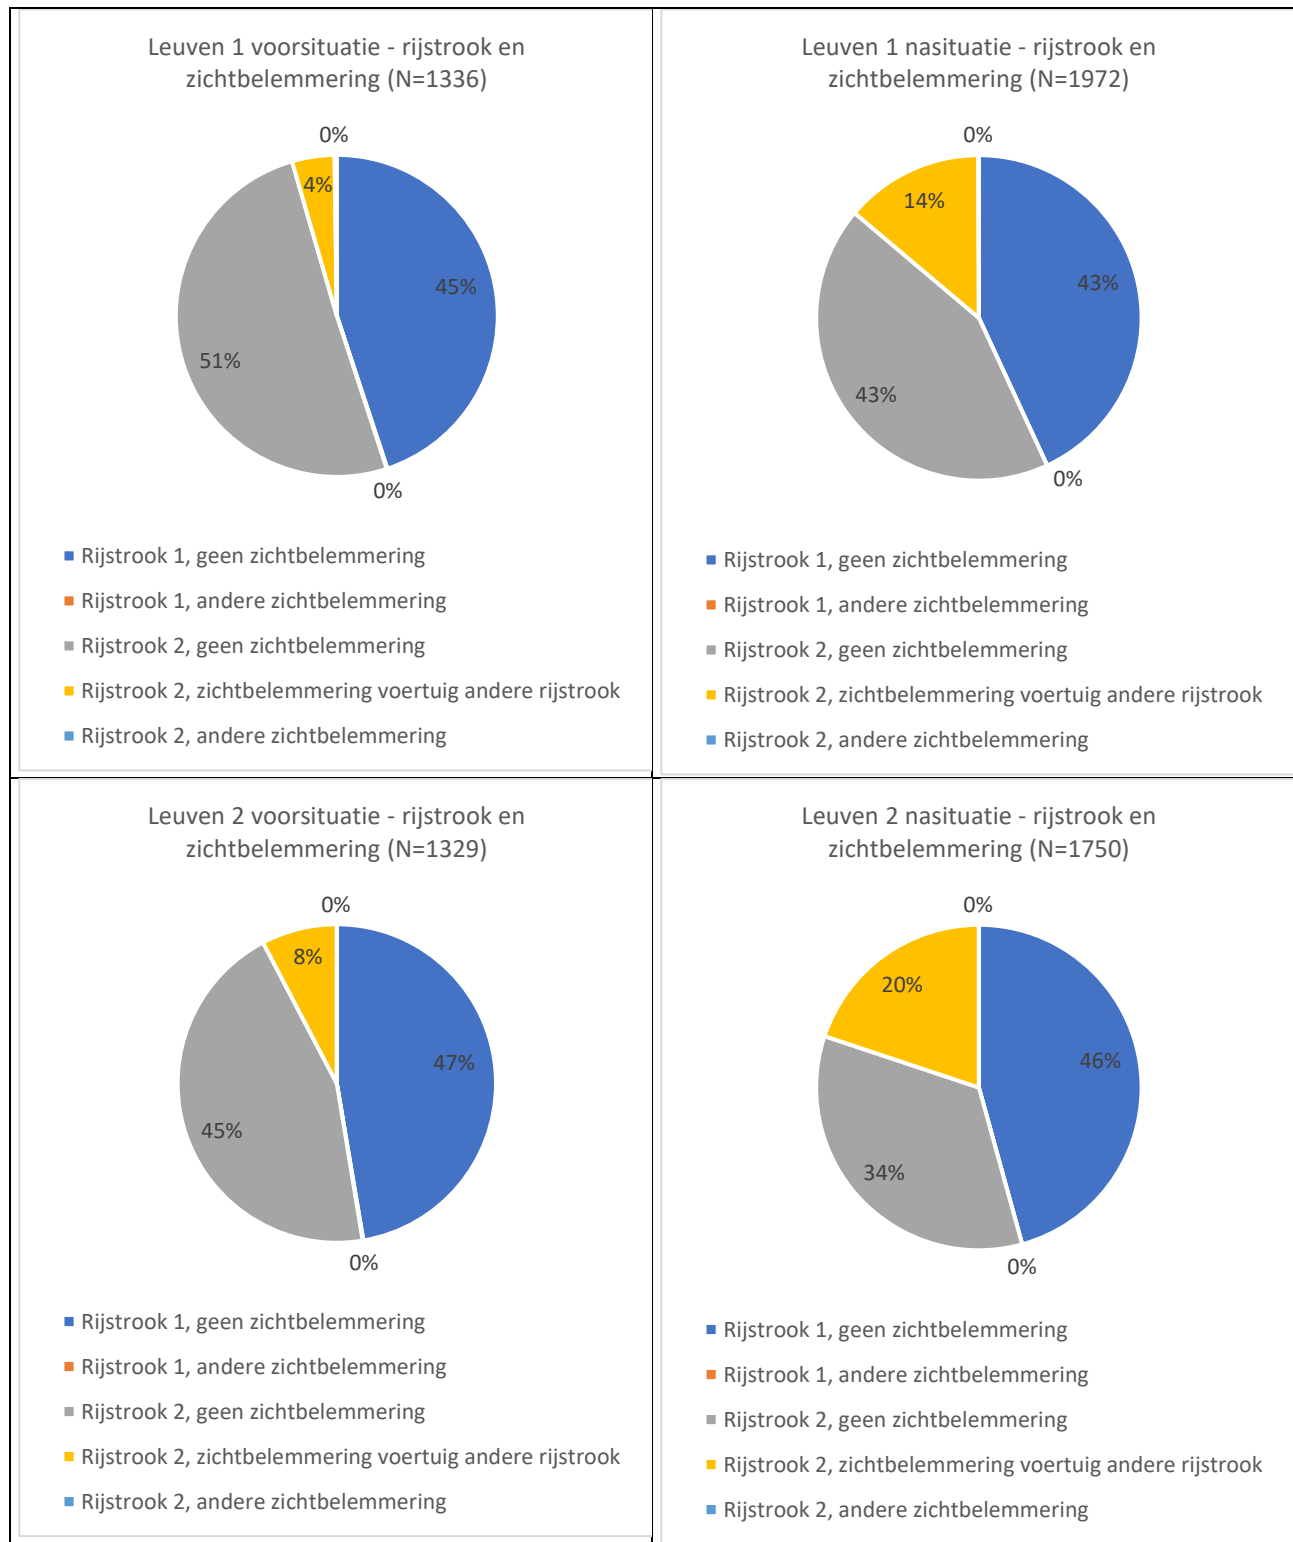 Leuven 1 voorsituatie - rijstrook en
zichtbelemmering (N=1336)
0%
4%
45%
51%
0%
Rijstrook 1, geen zichtbelemmering
Rijstrook 1, andere zichtbelemmering
Rijstrook 2, geen zichtbelemmering
Rijstrook 2, zichtbelemmering voertuig andere rijstrook
Rijstrook 2, andere zichtbelemmering
Leuven 1 nasituatie - rijstrook en
zichtbelemmering (N=1972)
0%
14%
43%
43%
0%
Rijstrook 1, geen zichtbelemmering
Rijstrook 1, andere zichtbelemmering
Rijstrook 2, geen zichtbelemmering
Rijstrook 2, zichtbelemmering voertuig andere rijstrook
Rijstrook 2, andere zichtbelemmering
Leuven 2 voorsituatie - rijstrook en
zichtbelemmering (N=1329)
0%
8%
47%
45%
0%
Rijstrook 1, geen zichtbelemmering
Rijstrook 1, andere zichtbelemmering
Rijstrook 2, geen zichtbelemmering
Rijstrook 2, zichtbelemmering voertuig andere rijstrook
Rijstrook 2, andere zichtbelemmering
Leuven 2 nasituatie - rijstrook en
zichtbelemmering (N=1750)
0%
20%
46%
34%
0%
Rijstrook 1, geen zichtbelemmering
Rijstrook 1, andere zichtbelemmering
Rijstrook 2, geen zichtbelemmering
Rijstrook 2, zichtbelemmering voertuig andere rijstrook
Rijstrook 2, andere zichtbelemmering